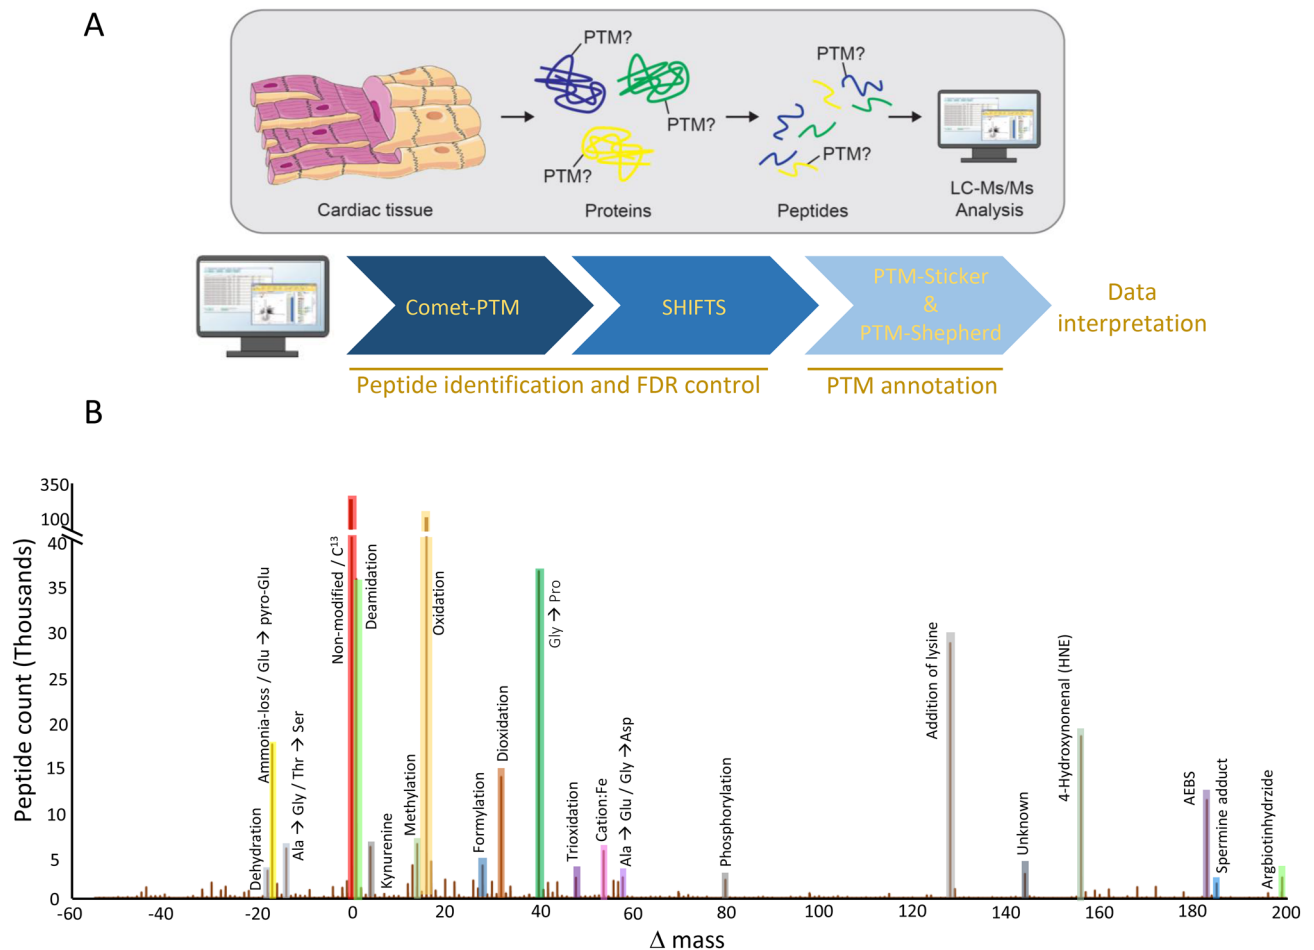 A
PTM?
PTM?
PTM?
PTM?
PTM?
Cardiac tissue
Proteins
Peptides
LC-Ms/Ms
Analysis
Comet-PTM
SHIFTS
PTM-Sticker
&
PTM-Shepherd
Data
interpretation
Peptide identification and FDR control
PTM annotation
B
Peptide count (Thousands)
350
100
40
35
30
25
20
15
10
5
0
Dehydration
Ammonia-loss / Glu → pyro-Glu
Ala → Gly / Thr → Ser
Non-modified / C13
Deamidation
Kynurenine
Methylation
Oxidation
Formylation
Dioxidation
Gly → Pro
Trioxidation
Cation:Fe
Ala → Glu / Gly →Asp
Phosphorylation
Addition of lysine
Unknown
4-Hydroxynonenal (HNE)
AEBS
Spermine adduct
Argbiotinhydrzide
-60
-40
-20
0
20
40
60
80
100
120
140
160
180
200
Δ mass